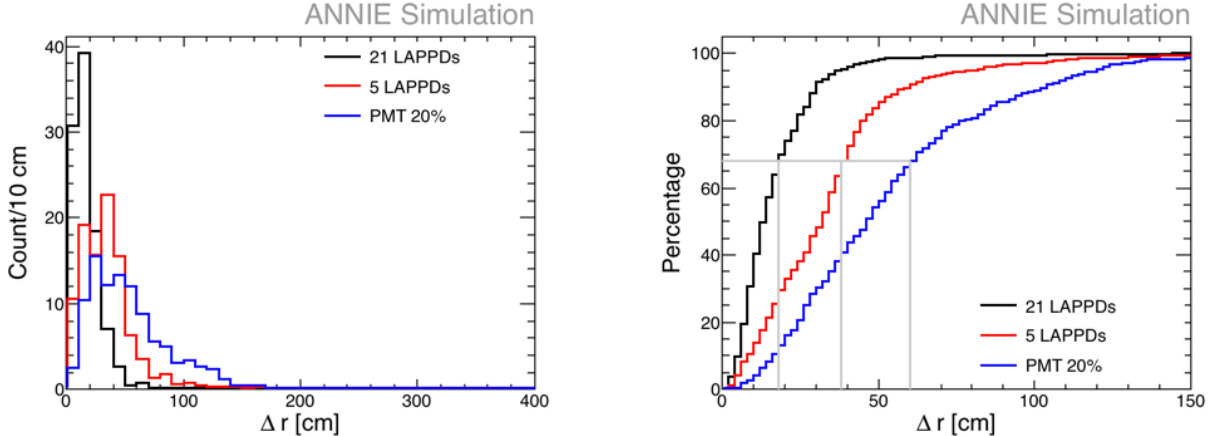 ANNIE Simulation
40
30
20
10
0
Count/10 cm
21 LAPPDs
5 LAPPDs
PMT 20%
0 100 200 300 400
Δ r [cm]
ANNIE Simulation
100
80
60
40
20
0
Percentage
21 LAPPDs
5 LAPPDs
PMT 20%
0 50 100 150
Δ r [cm]